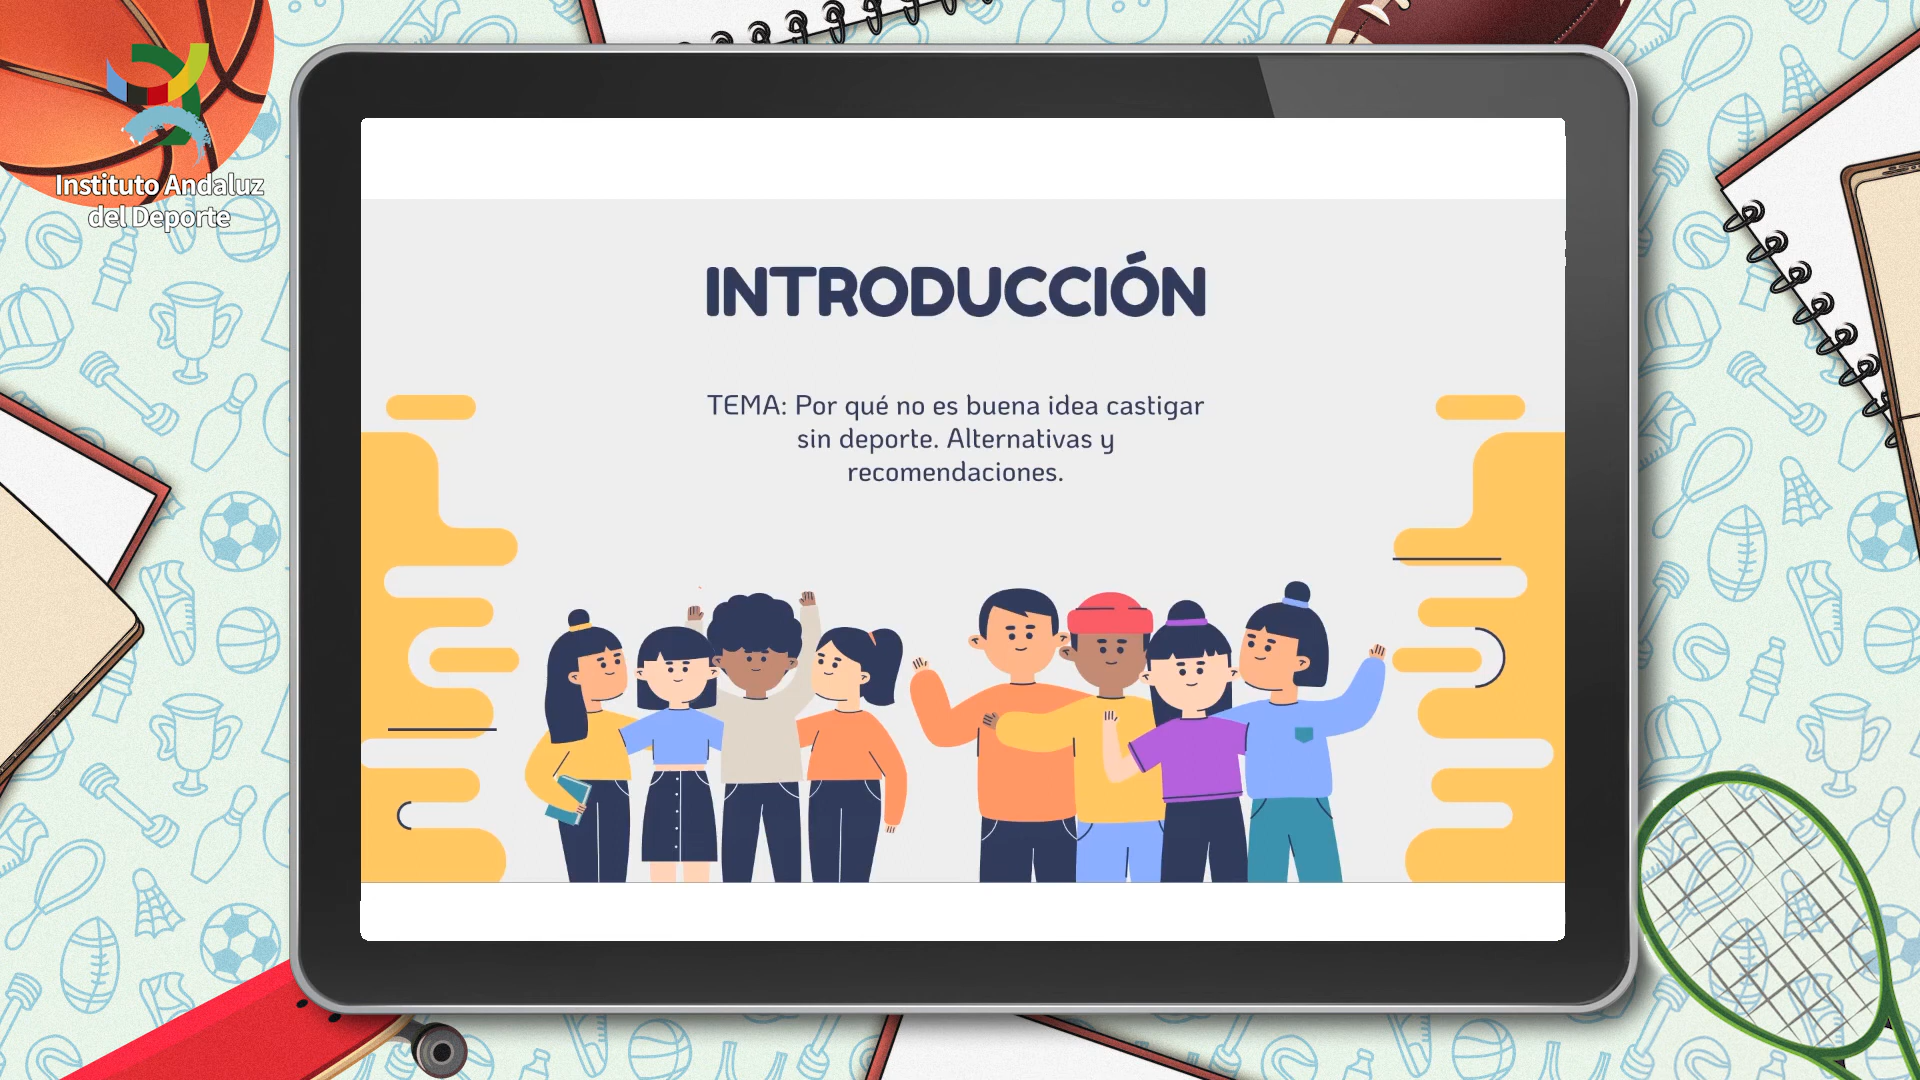 Instituto Andaluz
del Deporte
INTRODUCCIÓN
TEMA: Por qué no es buena idea castigar
sin deporte. Alternativas y
recomendaciones.